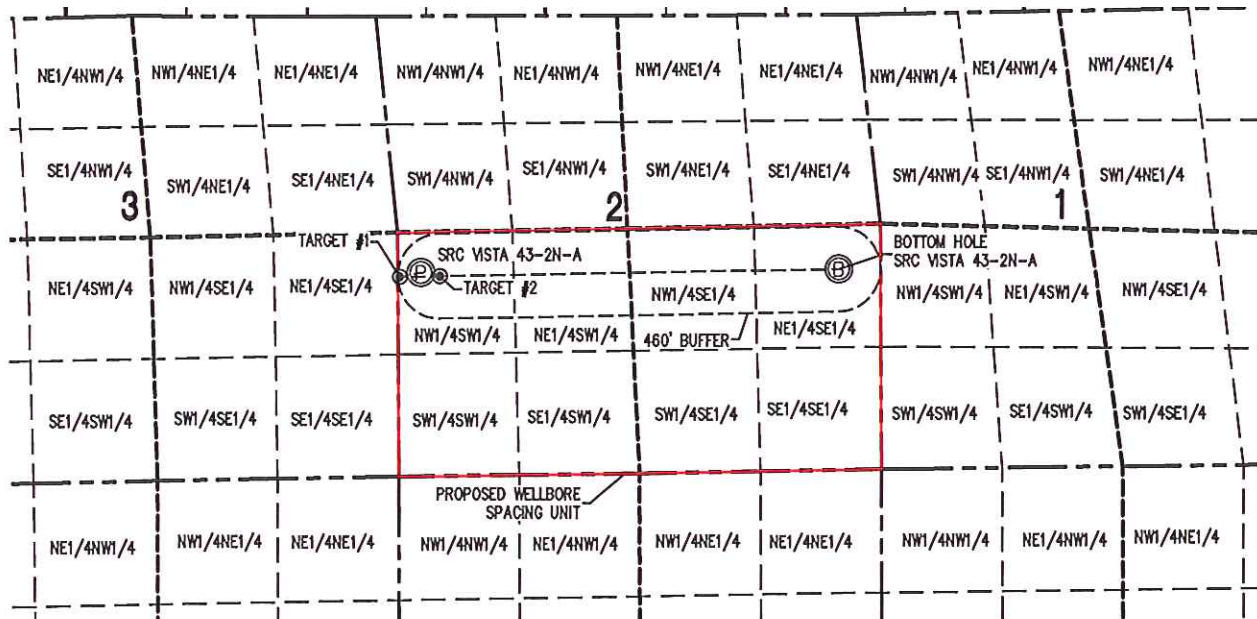 NE1/4NW1/4 NW1/4NE1/4 NE1/4NE1/4 NW1/4NW1/4 NE1/4NW1/4 NW1/4NE1/4 NE1/4NE1/4 NW1/4NW1/4 NE1/4NW1/4 NW1/4NE1/4
SE1/4NW1/4 SW1/4NE1/4 SE1/4NE1/4 SW1/4NW1/4 SE1/4NW1/4 SW1/4NE1/4 SE1/4NE1/4 SW1/4NW1/4 SE1/4NW1/4 SW1/4NE1/4
3 2 1
TARGET #1
P
SRC VISTA 43-2N-A
TARGET #2
B
BOTTOM HOLE
SRC VISTA 43-2N-A
NE1/4SW1/4 NW1/4SE1/4 NE1/4SE1/4 NW1/4SE1/4 NW1/4SW1/4 NE1/4SW1/4 NW1/4SE1/4
NW1/4SW1/4 NE1/4SW1/4 460' BUFFER NE1/4SE1/4
SE1/4SW1/4 SW1/4SE1/4 SE1/4SE1/4 SW1/4SW1/4 SE1/4SW1/4 SW1/4SE1/4 SE1/4SE1/4 SW1/4SW1/4 SE1/4SW1/4 SW1/4SE1/4
PROPOSED WELLBORE
SPACING UNIT
NE1/4NW1/4 NW1/4NE1/4 NE1/4NE1/4 NW1/4NW1/4 NE1/4NW1/4 NW1/4NE1/4 NE1/4NE1/4 NW1/4NW1/4 NE1/4NW1/4 NW1/4NE1/4